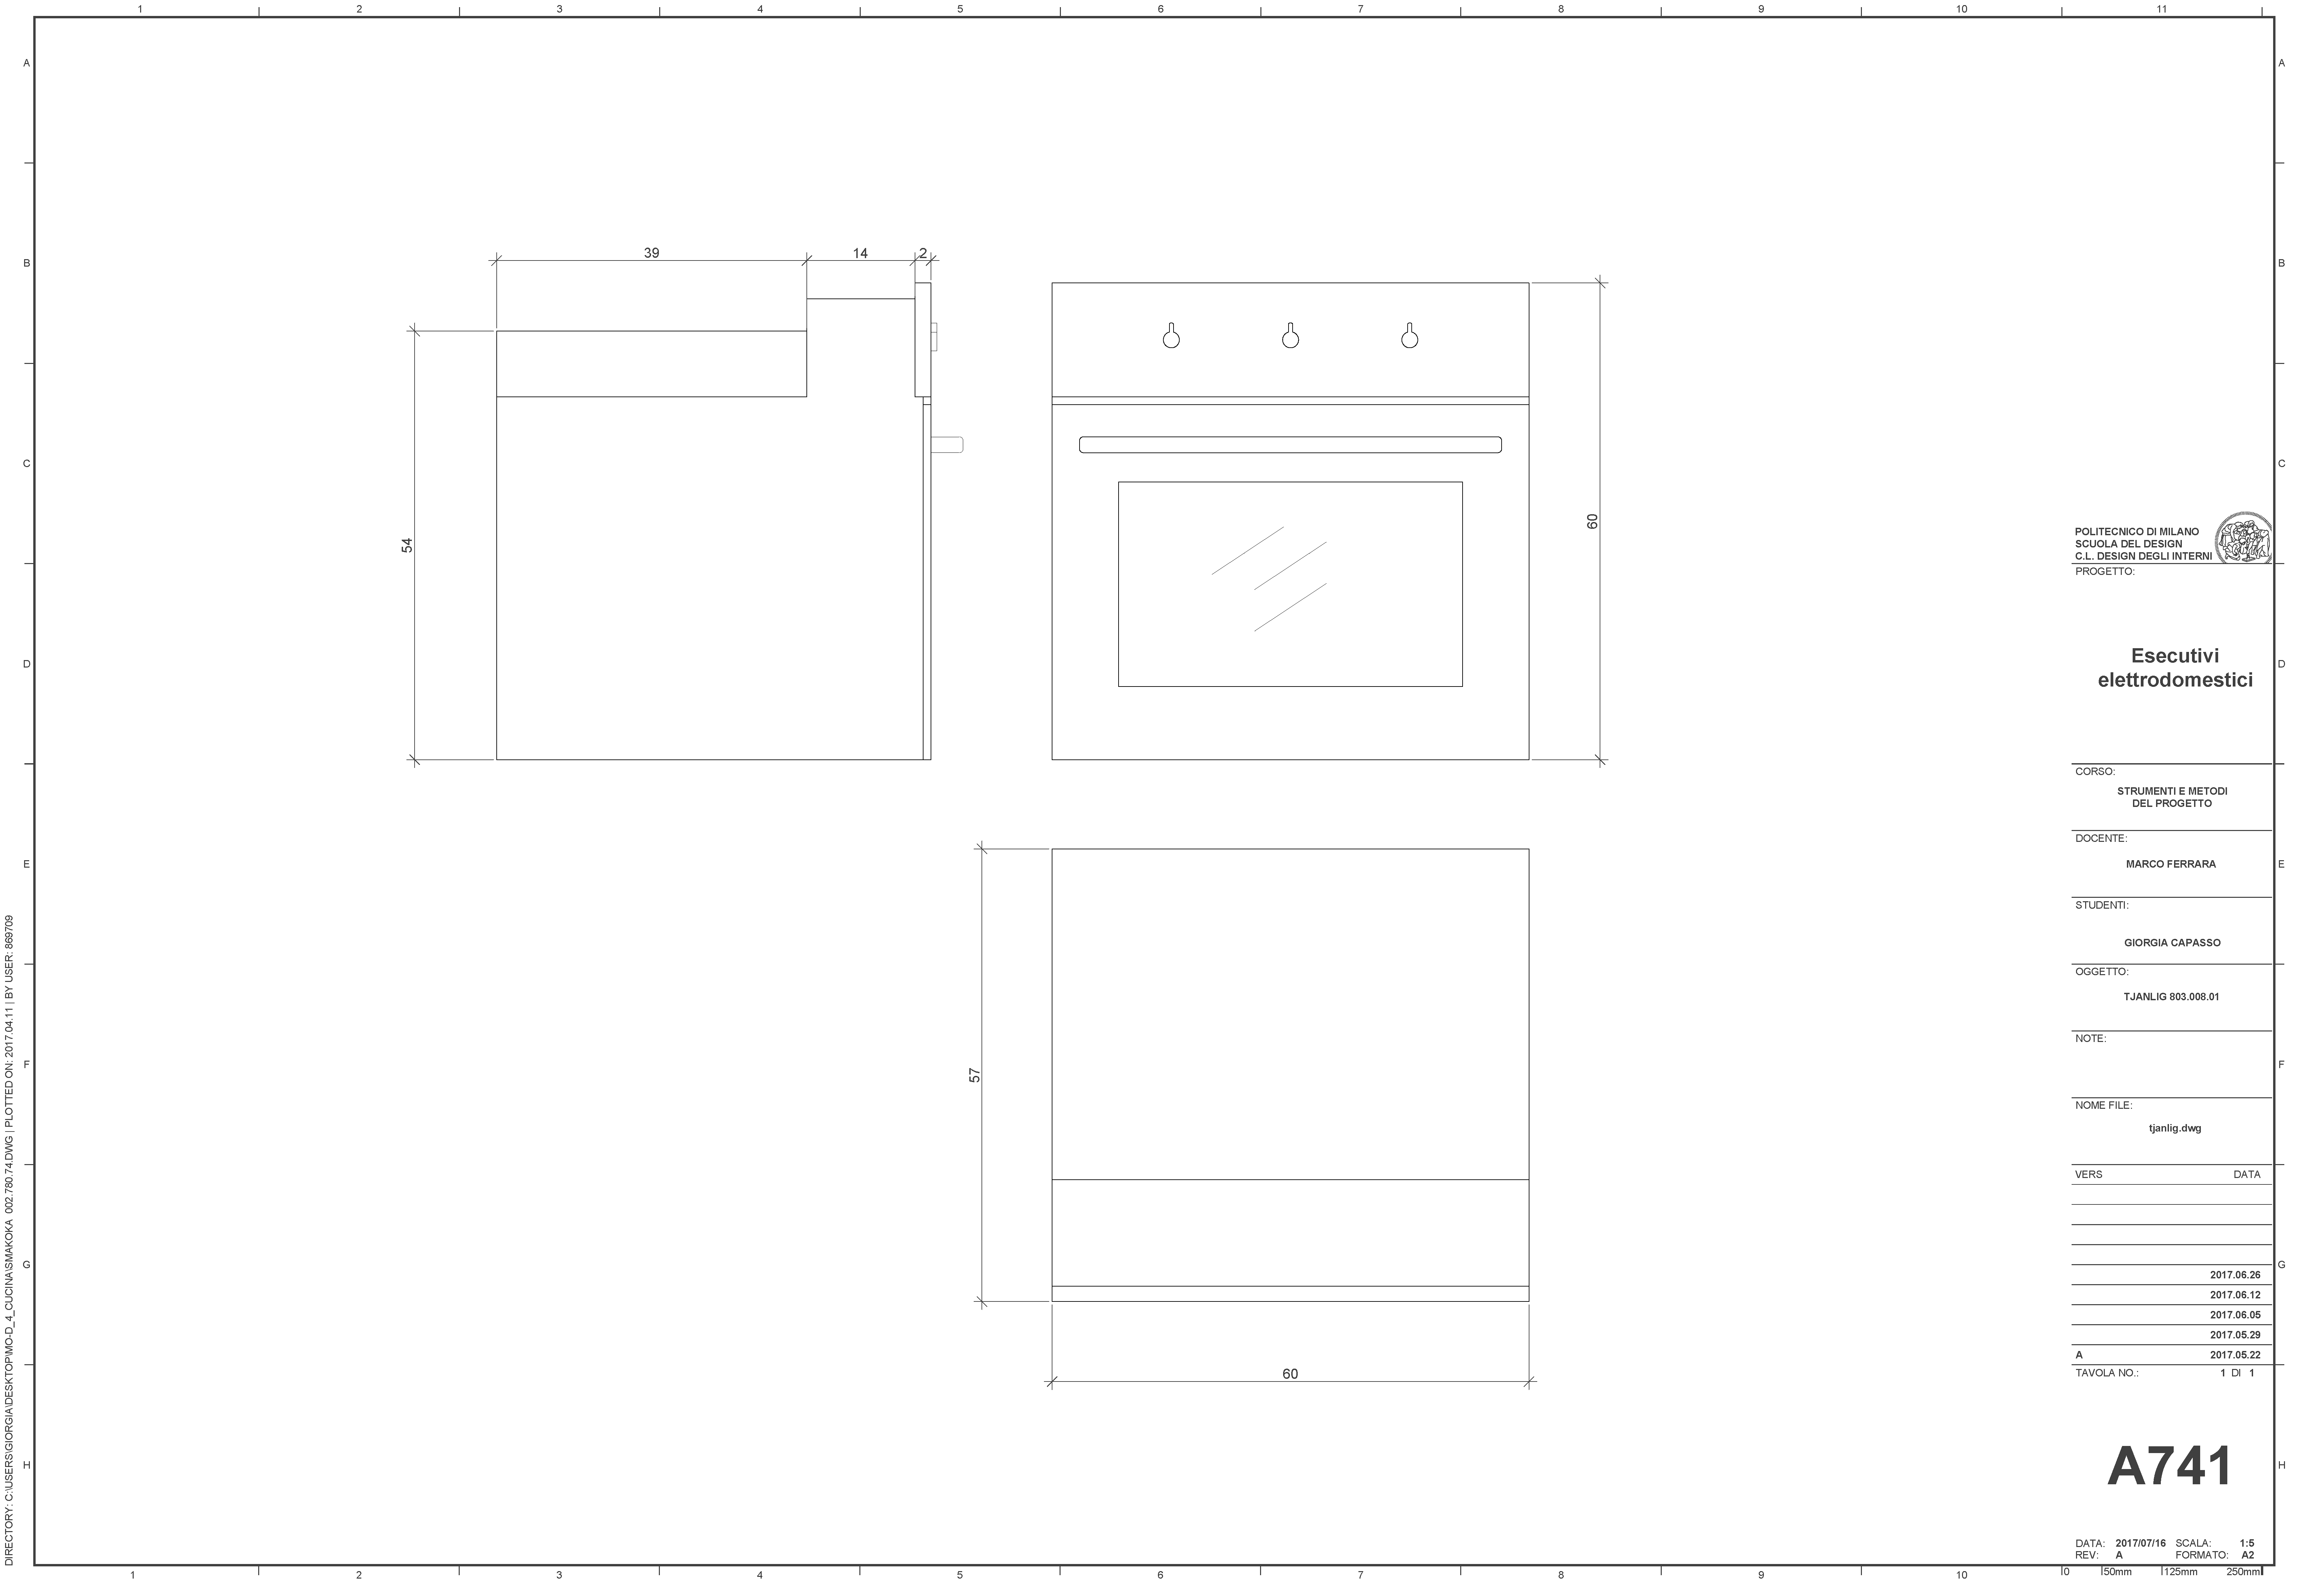 1 2 3 4 5 6 7 8 9 10 11
A A
B B
C C
D D
E E
F F
G G
H H
39 14 2
54
60
57
60
POLITECNICO DI MILANO
SCUOLA DEL DESIGN
C.L. DESIGN DEGLI INTERNI
PROGETTO:
Esecutivi
elettrodomestici
CORSO:
STRUMENTI E METODI
DEL PROGETTO
DOCENTE:
MARCO FERRARA
STUDENTI:
GIORGIA CAPASSO
OGGETTO:
TJANLIG 803.008.01
NOTE:
NOME FILE:
tjanlig.dwg
VERS DATA
2017.06.26
2017.06.12
2017.06.05
2017.05.29
A 2017.05.22
TAVOLA NO.: 1 DI 1
A741
DATA: 2017/07/16 SCALA: 1:5
REV: A FORMATO: A2
0 50mm 125mm 250mm
1 2 3 4 5 6 7 8 9 10
DIRECTORY: C:\USERS\GIORGIA\DESKTOP\MO-D_4_CUCINA\SMAKOKA 002.780.74.DWG | PLOTTED ON: 2017.04.11 | BY USER: 869709